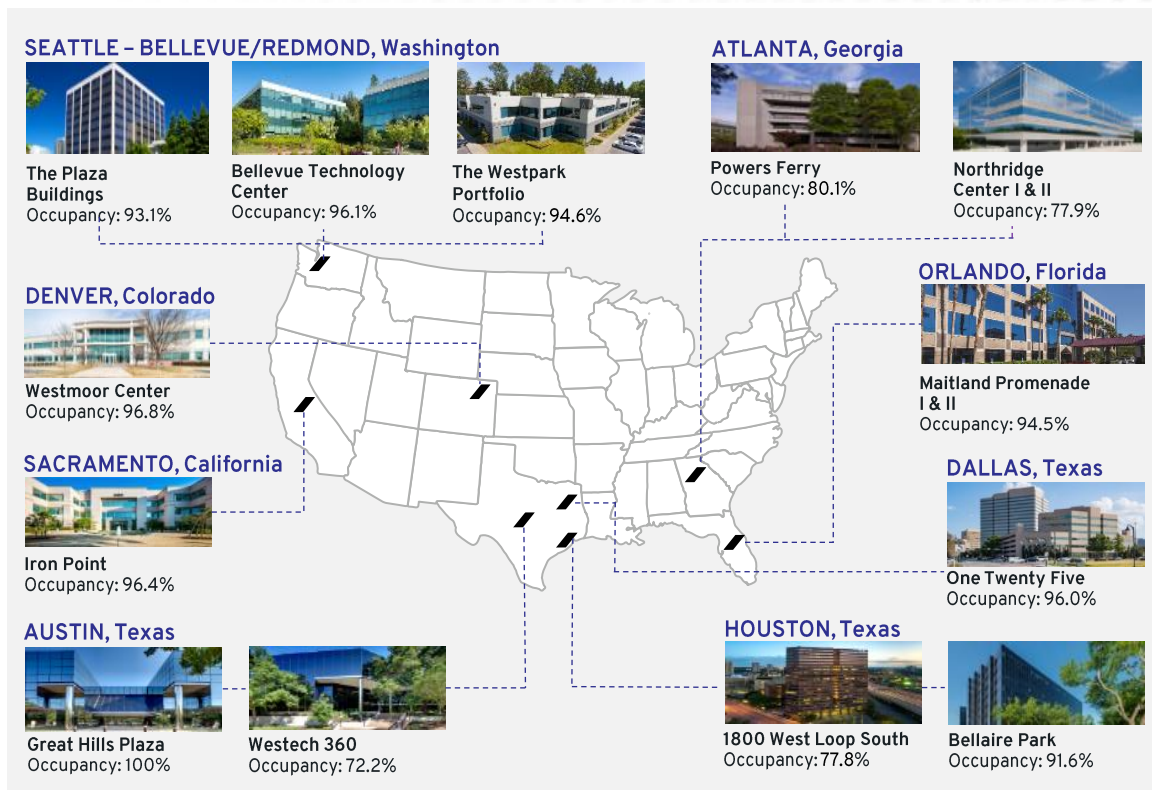 SEATTLE – BELLEVUE/REDMOND, Washington
The Plaza
Buildings
Occupancy: 93.1%
Bellevue Technology
Center
Occupancy: 96.1%
The Westpark
Portfolio
Occupancy: 94.6%
ATLANTA, Georgia
Powers Ferry
Occupancy: 80.1%
Northridge
Center I & II
Occupancy: 77.9%
DENVER, Colorado
Westmoor Center
Occupancy: 96.8%
ORLANDO, Florida
Maitland Promenade
I & II
Occupancy: 94.5%
SACRAMENTO, California
Iron Point
Occupancy: 96.4%
DALLAS, Texas
One Twenty Five
Occupancy: 96.0%
AUSTIN, Texas
Great Hills Plaza
Occupancy: 100%
Westech 360
Occupancy: 72.2%
HOUSTON, Texas
1800 West Loop South
Occupancy: 77.8%
Bellaire Park
Occupancy: 91.6%